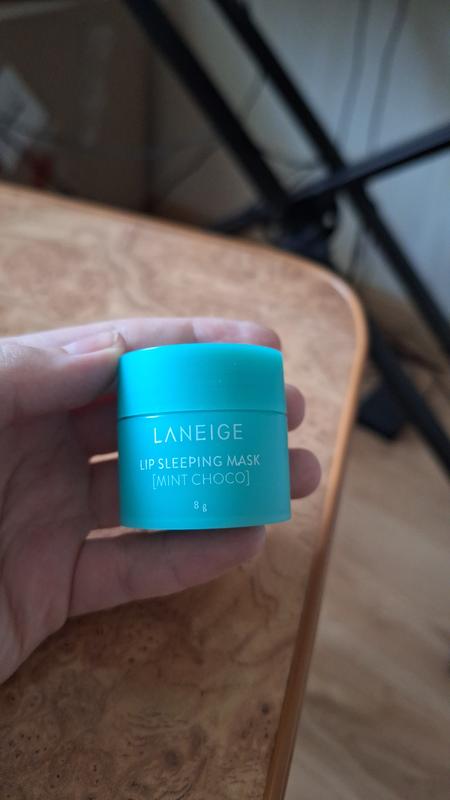 LANEIGE
LIP SLEEPING MASK
[MINT CHOCO]
8 g